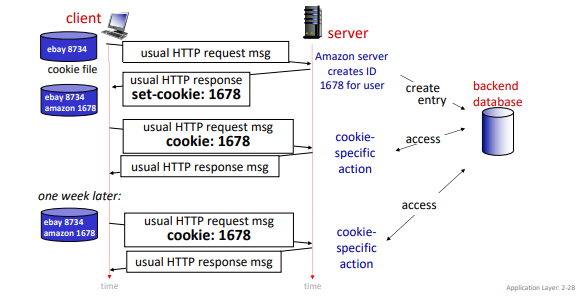 client
server
ebay 8734
usual HTTP request msg
Amazon server
creates ID
1678 for user
cookie file
usual HTTP response
set-cookie: 1678
create
entry
backend
database
ebay 8734
amazon 1678
usual HTTP request msg
cookie: 1678
cookie-
specific
action
access
usual HTTP response msg
one week later:
access
ebay 8734
amazon 1678
usual HTTP request msg
cookie: 1678
cookie-
specific
action
usual HTTP response msg
time
time
Application Layer: 2-28